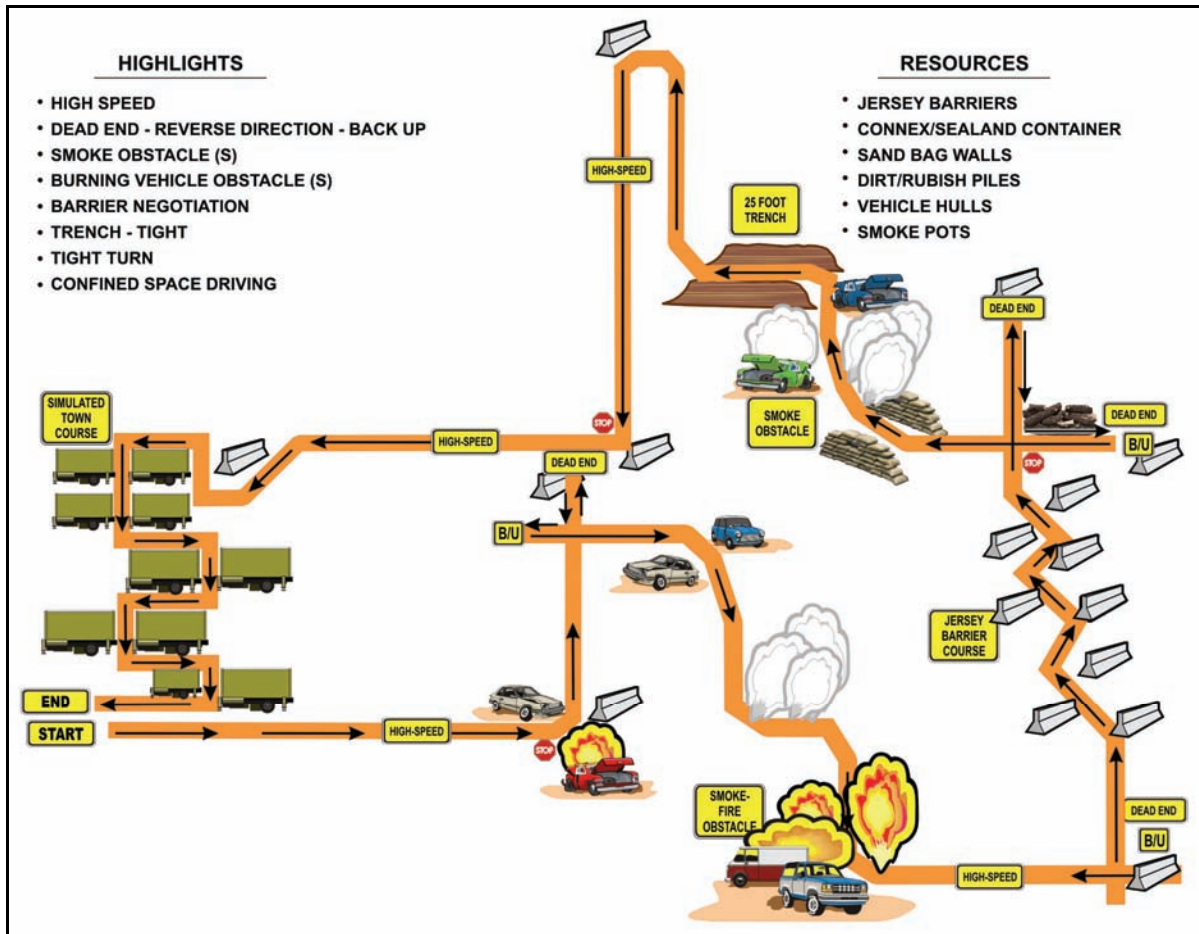 HIGHLIGHTS
• HIGH SPEED
• DEAD END - REVERSE DIRECTION - BACK UP
• SMOKE OBSTACLE (S)
• BURNING VEHICLE OBSTACLE (S)
• BARRIER NEGOTIATION
• TRENCH - TIGHT
• TIGHT TURN
• CONFINED SPACE DRIVING
RESOURCES
• JERSEY BARRIERS
• CONNEX/SEALAND CONTAINER
• SAND BAG WALLS
• DIRT/RUBISH PILES
• VEHICLE HULLS
• SMOKE POTS
HIGH-SPEED
25 FOOT
TRENCH
DEAD END
SIMULATED
TOWN
COURSE
SMOKE
OBSTACLE
DEAD END
B/U
STOP
HIGH-SPEED
STOP
DEAD END
B/U
JERSEY
BARRIER
COURSE
END
START
HIGH-SPEED
STOP
SMOKE-
FIRE
OBSTACLE
DEAD END
B/U
HIGH-SPEED